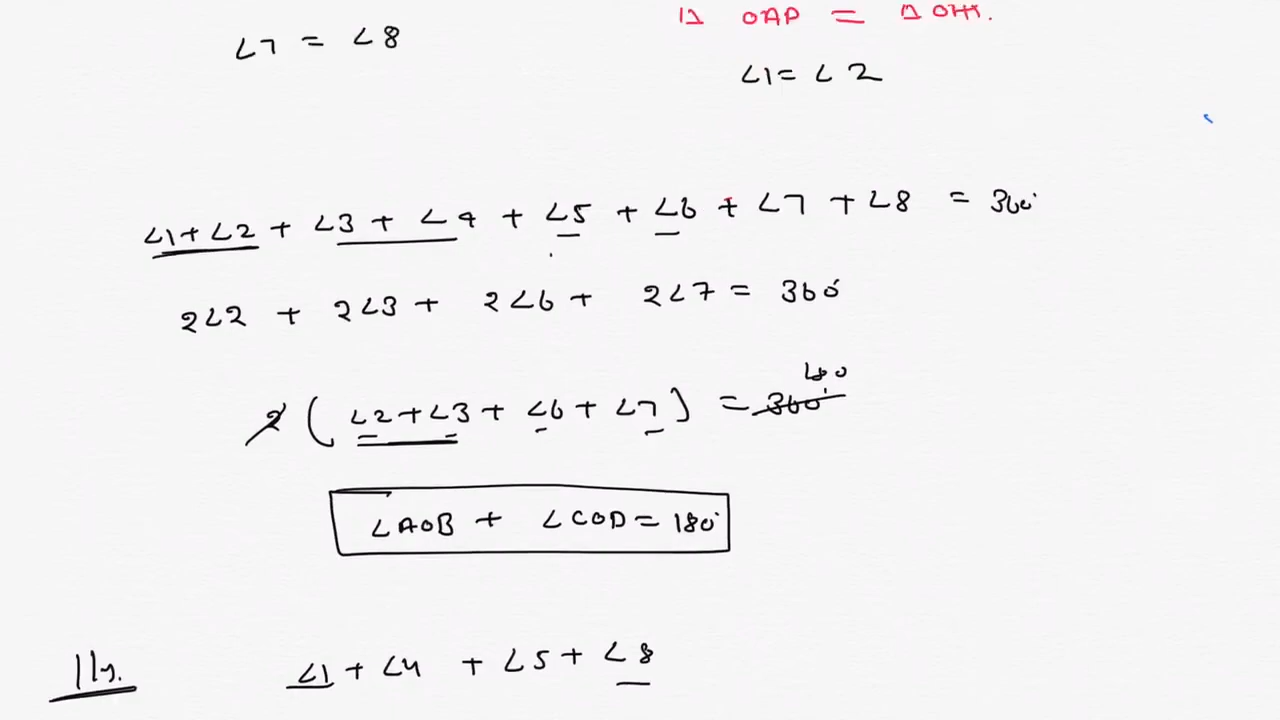 ∠7 = ∠8
Δ OAP ≅
∠1 = ∠2
∠1 + ∠2 + ∠3 + ∠4 + ∠5 + ∠6 + ∠7 + ∠8 = 360°
2∠2 + 2∠3 + 2∠6 + 2∠7 = 360°
2 ( ∠2 + ∠3 + ∠6 + ∠7 ) = 360° 180
∠AOB + ∠COD = 180°
||ly. ∠1 + ∠4 + ∠5 + ∠8